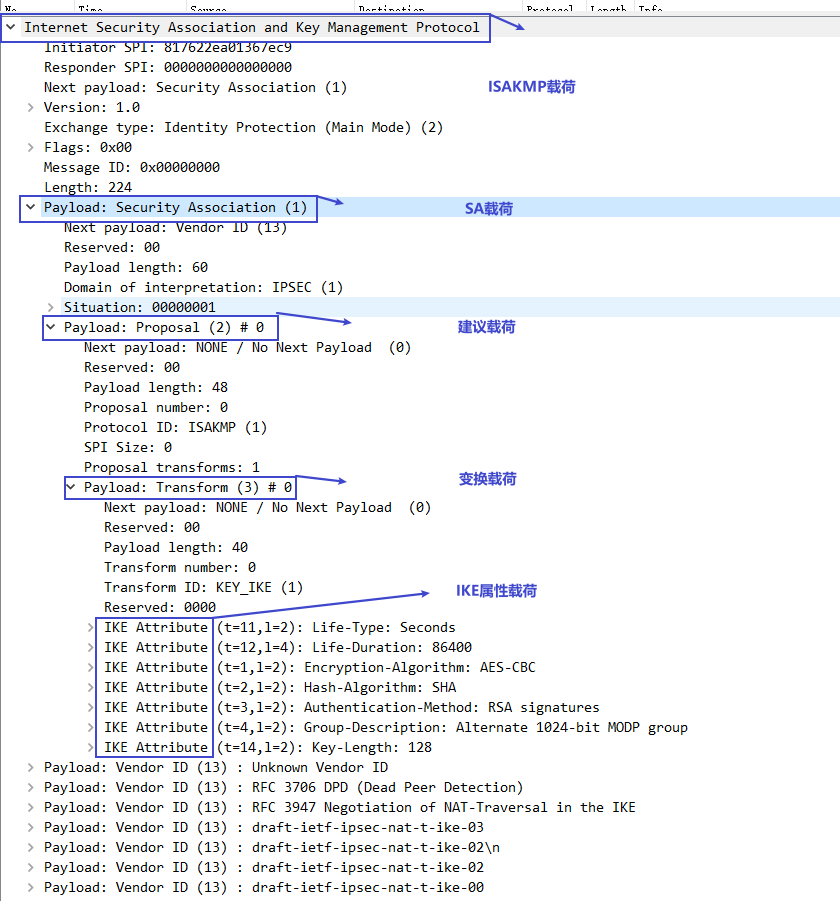 No. Time Source Destination Protocol Length Info
Internet Security Association and Key Management Protocol
Initiator SPI: 817622ea01367ec9
Responder SPI: 0000000000000000
Next payload: Security Association (1) ISAKMP载荷
Version: 1.0
Exchange type: Identity Protection (Main Mode) (2)
Flags: 0x00
Message ID: 0x00000000
Length: 224
Payload: Security Association (1) SA载荷
Next payload: Vendor ID (13)
Reserved: 00
Payload length: 60
Domain of interpretation: IPSEC (1)
Situation: 00000001
Payload: Proposal (2) # 0 建议载荷
Next payload: NONE / No Next Payload (0)
Reserved: 00
Payload length: 48
Proposal number: 0
Protocol ID: ISAKMP (1)
SPI Size: 0
Proposal transforms: 1
Payload: Transform (3) # 0 变换载荷
Next payload: NONE / No Next Payload (0)
Reserved: 00
Payload length: 40
Transform number: 0
Transform ID: KEY_IKE (1) IKE属性载荷
Reserved: 0000
IKE Attribute (t=11,l=2): Life-Type: Seconds
IKE Attribute (t=12,l=4): Life-Duration: 86400
IKE Attribute (t=1,l=2): Encryption-Algorithm: AES-CBC
IKE Attribute (t=2,l=2): Hash-Algorithm: SHA
IKE Attribute (t=3,l=2): Authentication-Method: RSA signatures
IKE Attribute (t=4,l=2): Group-Description: Alternate 1024-bit MODP group
IKE Attribute (t=14,l=2): Key-Length: 128
Payload: Vendor ID (13) : Unknown Vendor ID
Payload: Vendor ID (13) : RFC 3706 DPD (Dead Peer Detection)
Payload: Vendor ID (13) : RFC 3947 Negotiation of NAT-Traversal in the IKE
Payload: Vendor ID (13) : draft-ietf-ipsec-nat-t-ike-03
Payload: Vendor ID (13) : draft-ietf-ipsec-nat-t-ike-02\n
Payload: Vendor ID (13) : draft-ietf-ipsec-nat-t-ike-02
Payload: Vendor ID (13) : draft-ietf-ipsec-nat-t-ike-00